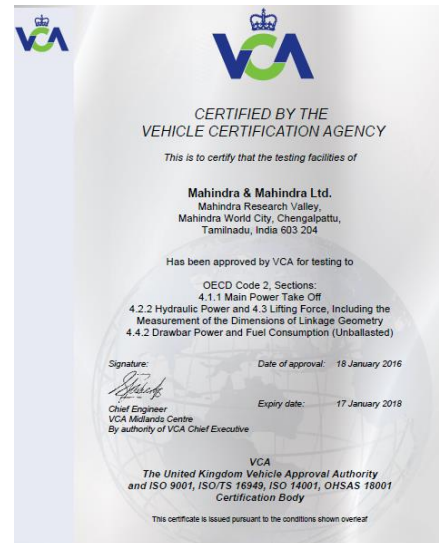 VCA
VCA
CERTIFIED BY THE
VEHICLE CERTIFICATION AGENCY
This is to certify that the testing facilities of
Mahindra & Mahindra Ltd.
Mahindra Research Valley,
Mahindra World City, Chengalpattu,
Tamilnadu, India 603 204
Has been approved by VCA for testing to
OECD Code 2, Sections:
4.1.1 Main Power Take Off
4.2.2 Hydraulic Power and 4.3 Lifting Force, Including the
Measurement of the Dimensions of Linkage Geometry
4.4.2 Drawbar Power and Fuel Consumption (Unballasted)
Signature:
Date of approval: 18 January 2016
Chief Engineer
VCA Midlands Centre
By authority of VCA Chief Executive
Expiry date: 17 January 2018
VCA
The United Kingdom Vehicle Approval Authority
and ISO 9001, ISO/TS 16949, ISO 14001, OHSAS 18001
Certification Body
This certificate is issued pursuant to the conditions shown overleaf